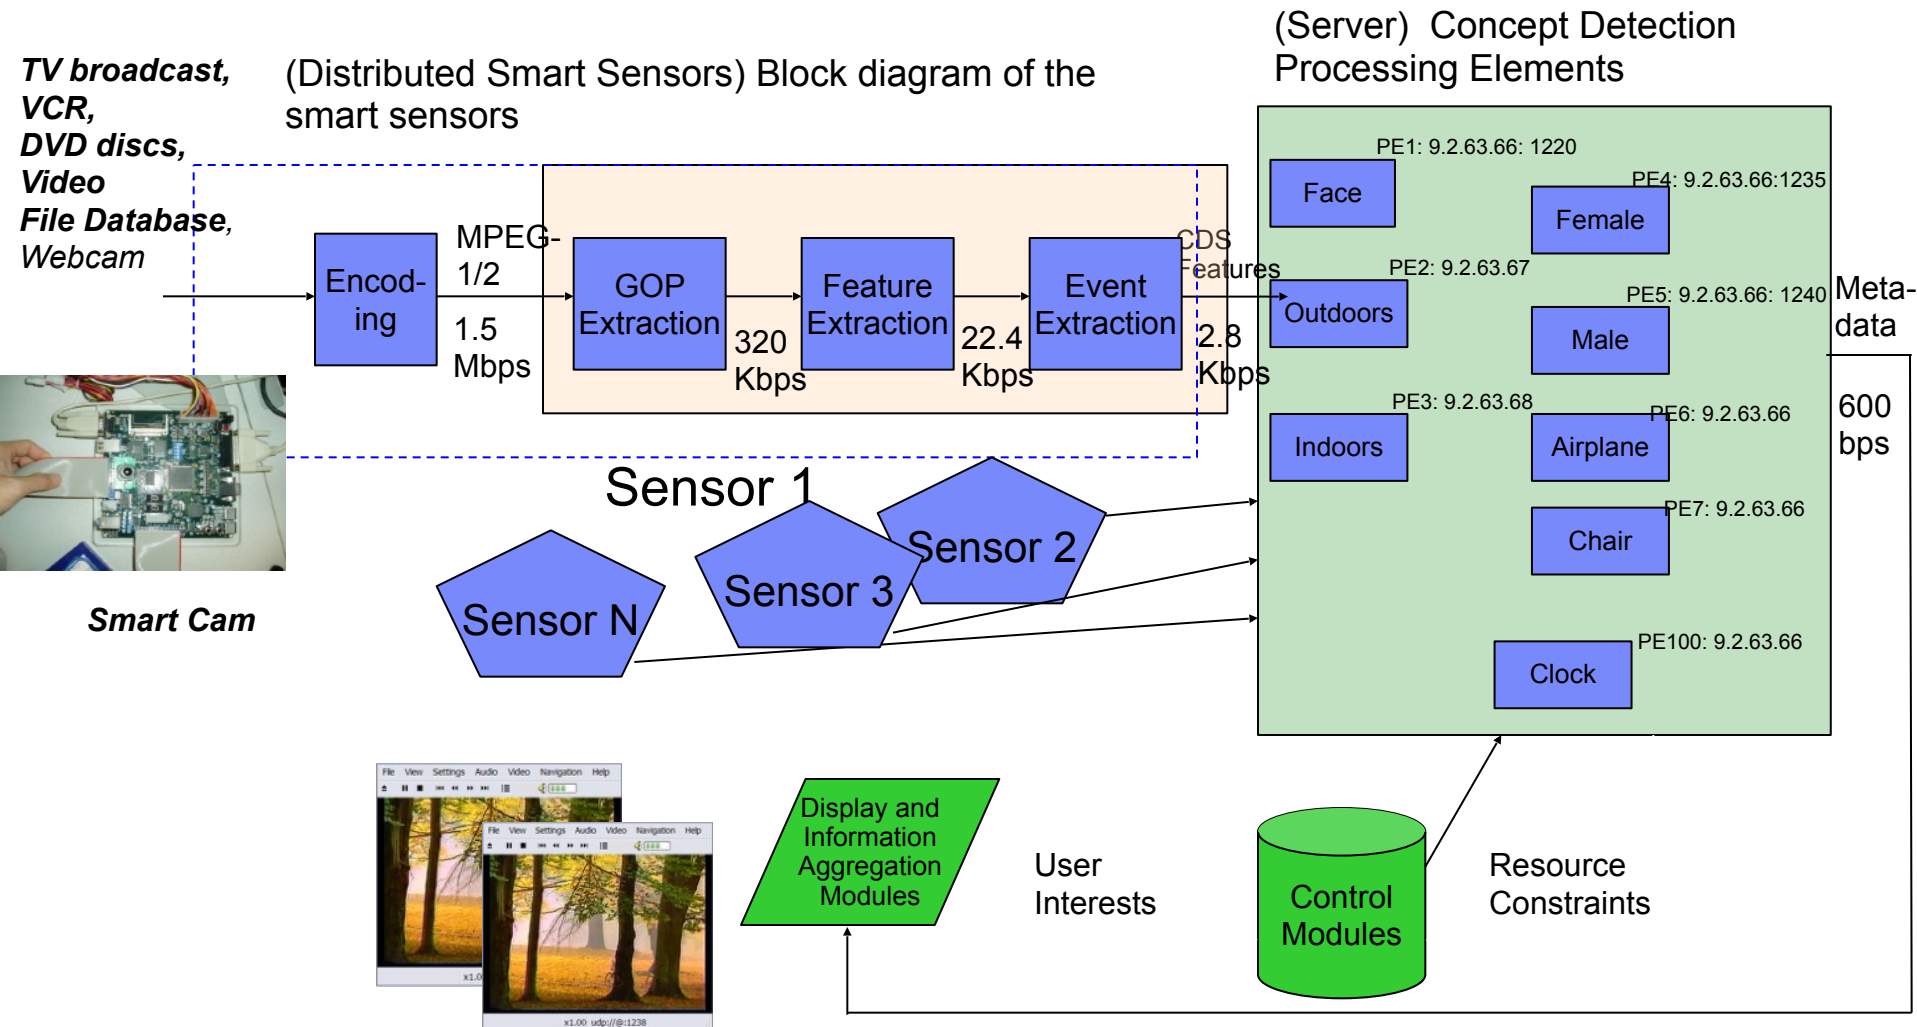 (Server) Concept Detection
Processing Elements
TV broadcast,
VCR,
DVD discs,
Video
File Database,
Webcam
(Distributed Smart Sensors) Block diagram of the
smart sensors
Encod-
ing
MPEG-
1/2
1.5
Mbps
GOP
Extraction
320
Kbps
Feature
Extraction
22.4
Kbps
Event
Extraction
CDS
Features
2.8
Kbps
PE1: 9.2.63.66: 1220
Face
PE4: 9.2.63.66:1235
Female
PE2: 9.2.63.67
Outdoors
PE5: 9.2.63.66: 1240
Male
PE3: 9.2.63.68
Indoors
PE6: 9.2.63.66
Airplane
PE7: 9.2.63.66
Chair
PE100: 9.2.63.66
Clock
Meta-
data
600
bps
Smart Cam
Sensor 1
Sensor 2
Sensor 3
Sensor N
File View Settings Audio Video Navigation Help
x1.0
File View Settings Audio Video Navigation Help
x1.00 udp://@:1238
Display and
Information
Aggregation
Modules
User
Interests
Control
Modules
Resource
Constraints